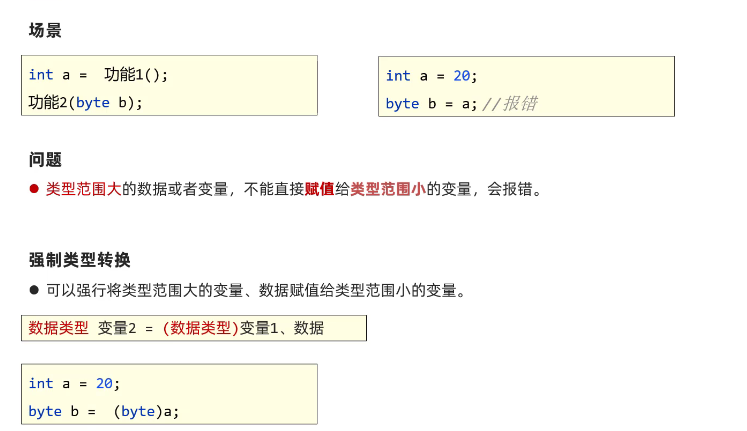 场景
int a =  功能1();
功能2(byte b);
int a = 20;
byte b = a; //报错
问题
● 类型范围大的数据或者变量，不能直接赋值给类型范围小的变量，会报错。
强制类型转换
● 可以强行将类型范围大的变量、数据赋值给类型范围小的变量。
数据类型 变量2 = (数据类型)变量1、数据
int a = 20;
byte b =  (byte)a;